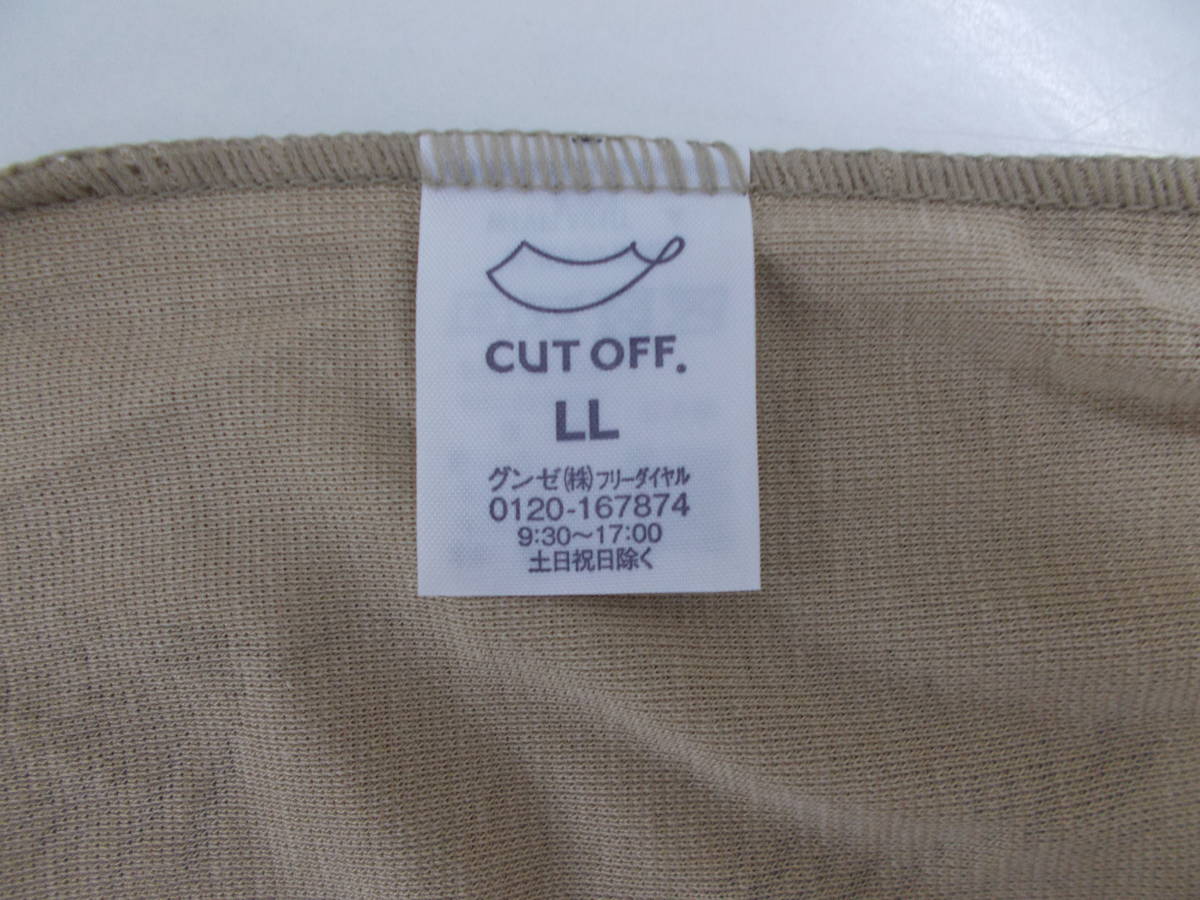 CUT OFF.
LL
グンゼ(株)フリーダイヤル
0120-167874
9:30～17:00
土日祝日除く